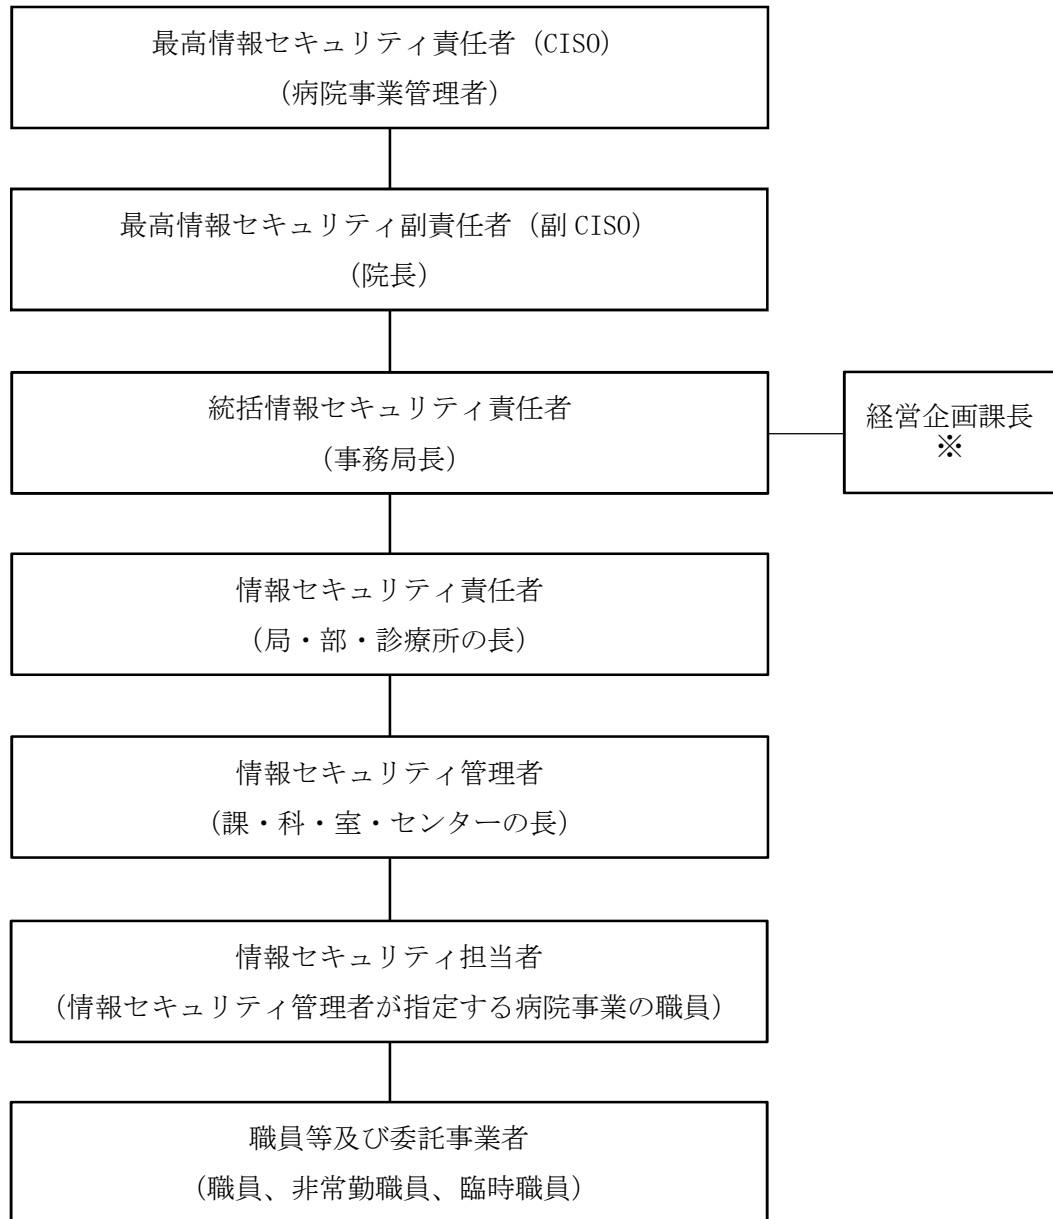 最高情報セキュリティ責任者（CISO）
（病院事業管理者）
最高情報セキュリティ副責任者（副 CISO）
（院長）
統括情報セキュリティ責任者
（事務局長）
経営企画課長
※
情報セキュリティ責任者
（局・部・診療所の長）
情報セキュリティ管理者
（課・科・室・センターの長）
情報セキュリティ担当者
（情報セキュリティ管理者が指定する病院事業の職員）
職員等及び委託事業者
（職員、非常勤職員、臨時職員）